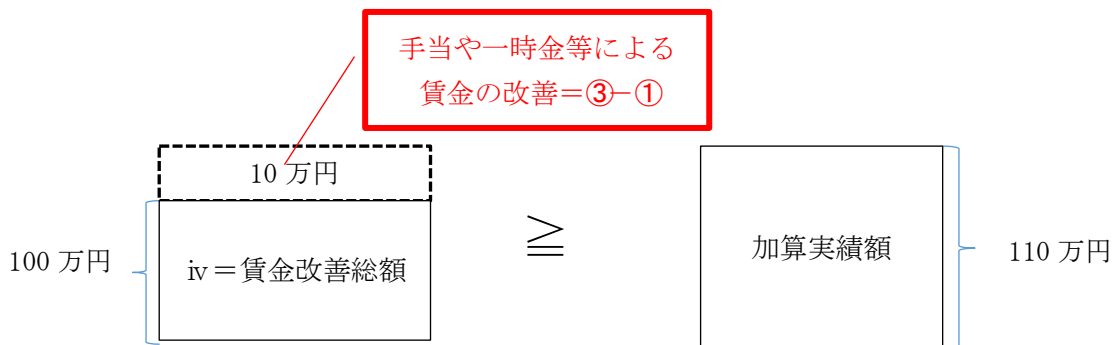 手当や一時金等による
賃金の改善=③-①
10 万円
100 万円
ⅳ=賃金改善総額
≧
加算実績額
110 万円